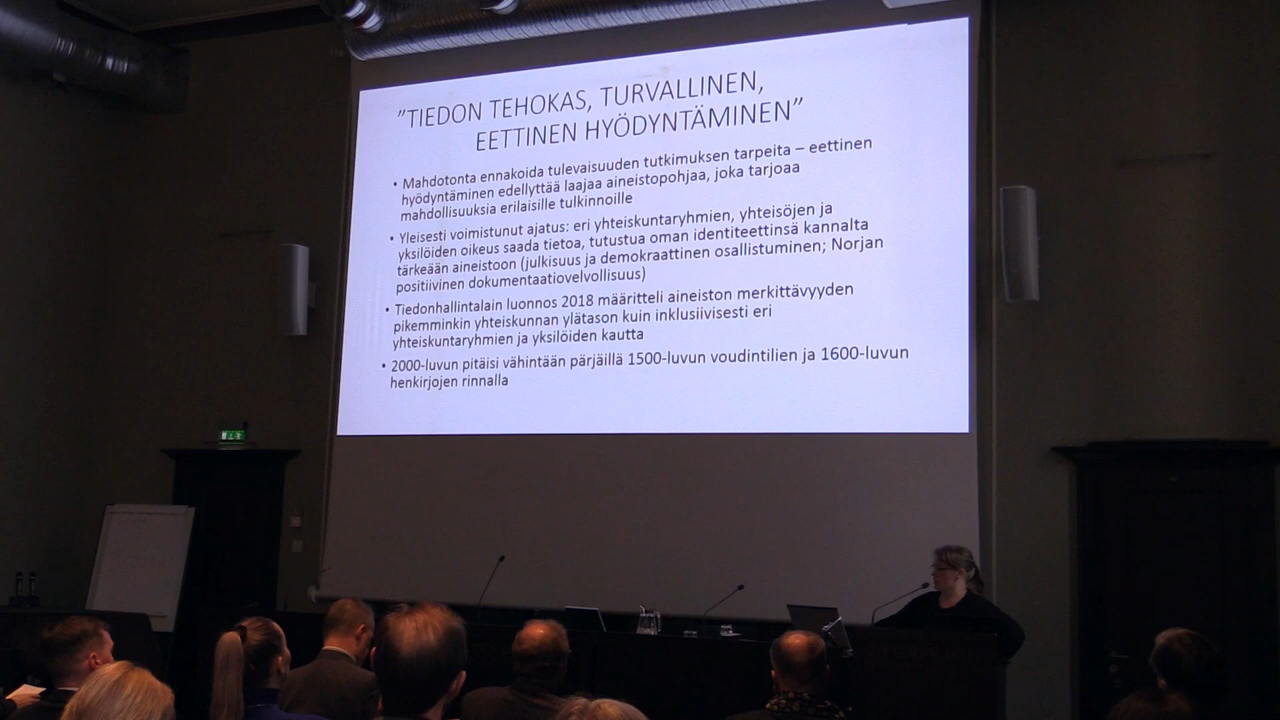 ”TIEDON TEHOKAS, TURVALLINEN,
EETTINEN HYÖDYNTÄMINEN”
• Mahdotonta ennakoida tulevaisuuden tutkimuksen tarpeita – eettinen
hyödyntäminen edellyttää laajaa aineistopohjaa, joka tarjoaa
mahdollisuuksia erilaisille tulkinnoille
• Yleisesti voimistunut ajatus: eri yhteiskuntaryhmien, yhteisöjen ja
yksilöiden oikeus saada tietoa, tutustua oman identiteettinsä kannalta
tärkeään aineistoon (julkisuus ja demokraattinen osallistuminen; Norjan
positiivinen dokumentaatiovelvollisuus)
• Tiedonhallintalain luonnos 2018 määritteli aineiston merkittävyyden
pikemminkin yhteiskunnan ylätason kuin inklusiivisesti eri
yhteiskuntaryhmien ja yksilöiden kautta
• 2000-luvun pitäisi vähintään pärjäillä 1500-luvun voudintilien ja 1600-luvun
henkirjojen rinnalla